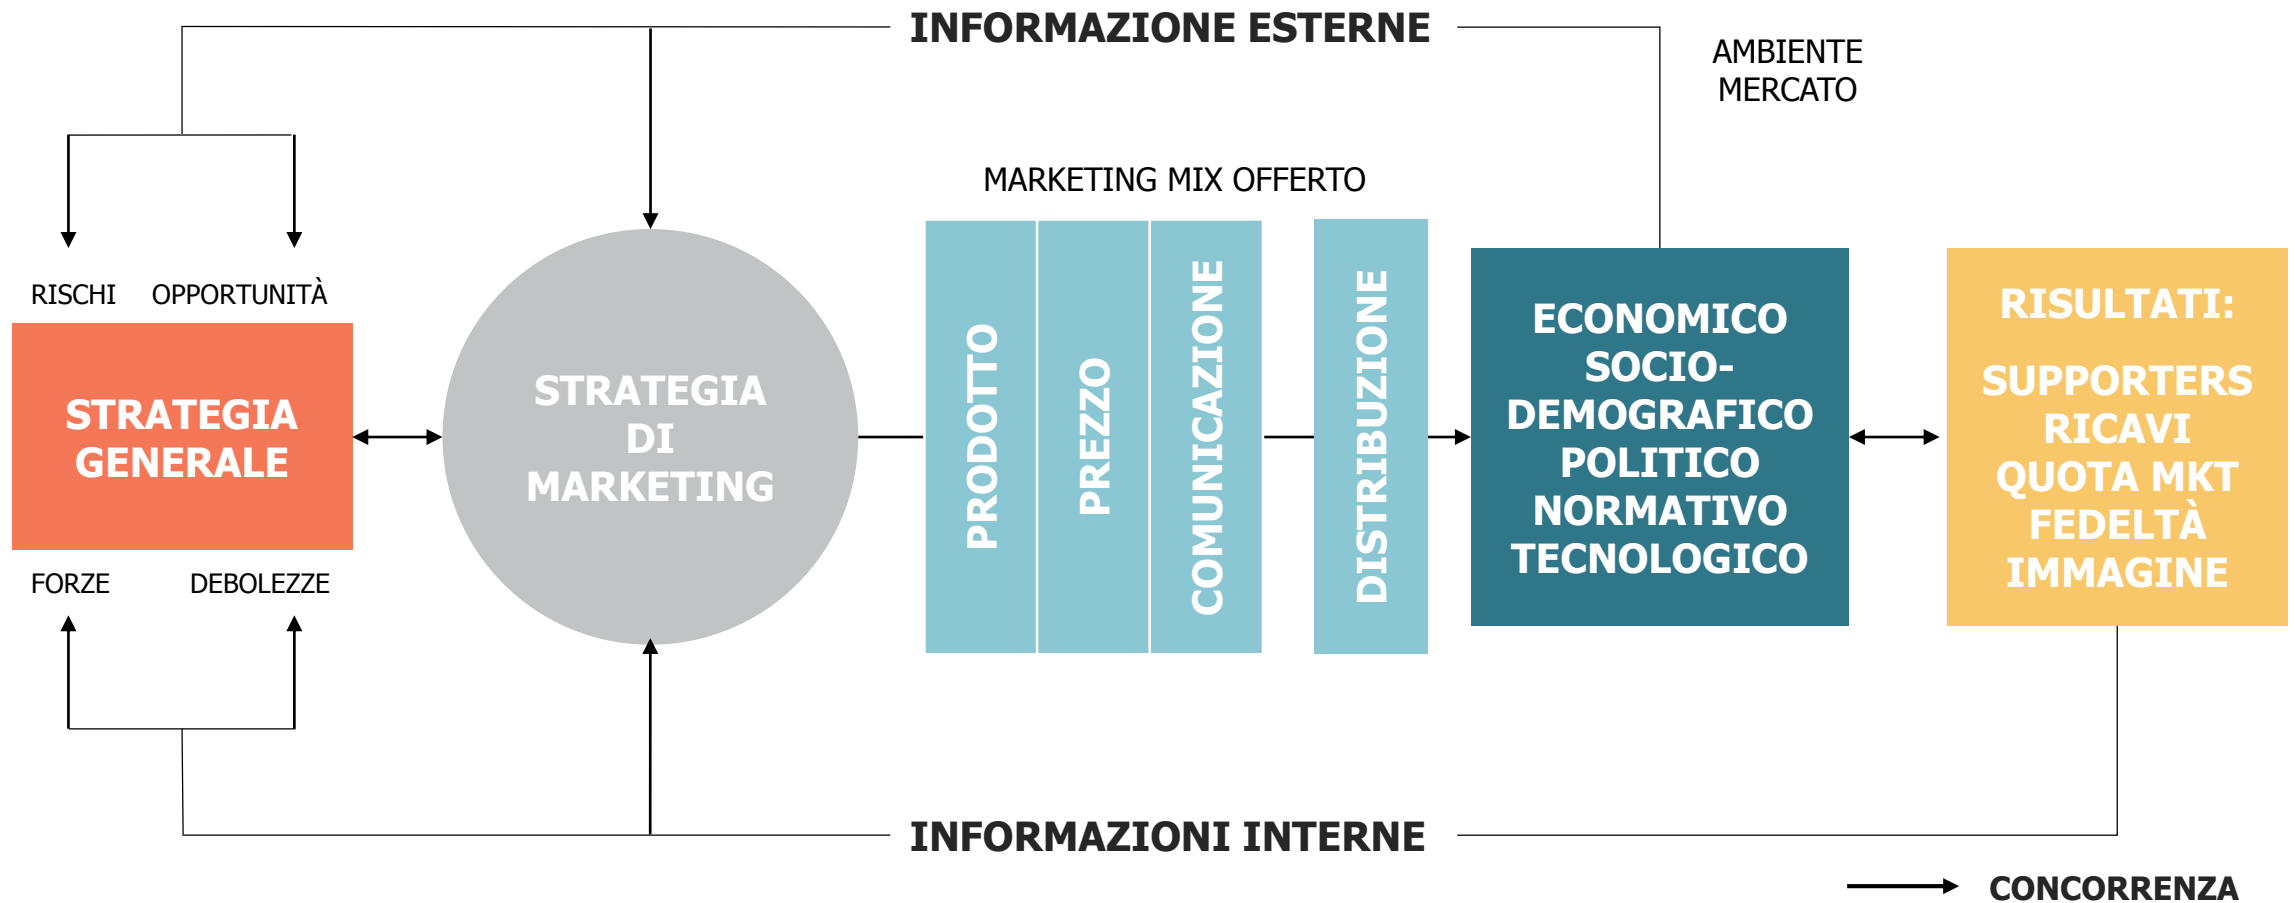 INFORMAZIONE ESTERNE
AMBIENTE
MERCATO
MARKETING MIX OFFERTO
RISCHI
OPPORTUNITÀ
STRATEGIA
GENERALE
FORZE
DEBOLEZZE
STRATEGIA
DI
MARKETING
PRODOTTO
PREZZO
COMUNICAZIONE
DISTRIBUZIONE
ECONOMICO
SOCIO-
DEMOGRAFICO
POLITICO
NORMATIVO
TECNOLOGICO
RISULTATI:
SUPPORTERS
RICAVI
QUOTA MKT
FEDELTÀ
IMMAGINE
INFORMAZIONI INTERNE
CONCORRENZA